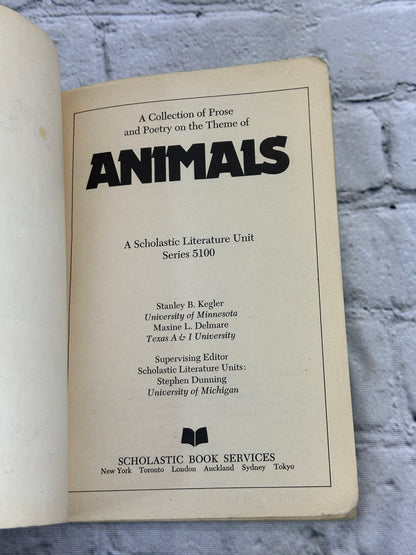 A Collection of Prose
and Poetry on the Theme of
ANIMALS
A Scholastic Literature Unit
Series 5100
Stanley B. Kegler
University of Minnesota
Maxine L. Delmare
Texas A & I University
Supervising Editor
Scholastic Literature Units:
Stephen Dunning
University of Michigan
SCHOLASTIC BOOK SERVICES
New York Toronto London Auckland Sydney Tokyo